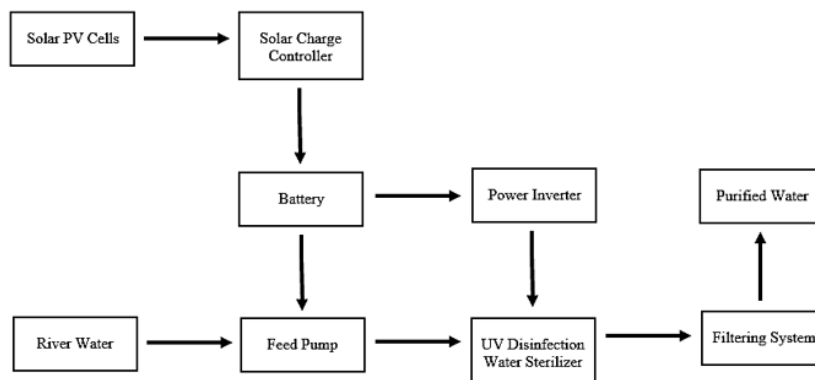 Solar PV Cells
Solar Charge
Controller
Battery
Power Inverter
Purified Water
River Water
Feed Pump
UV Disinfection
Water Sterilizer
Filtering System